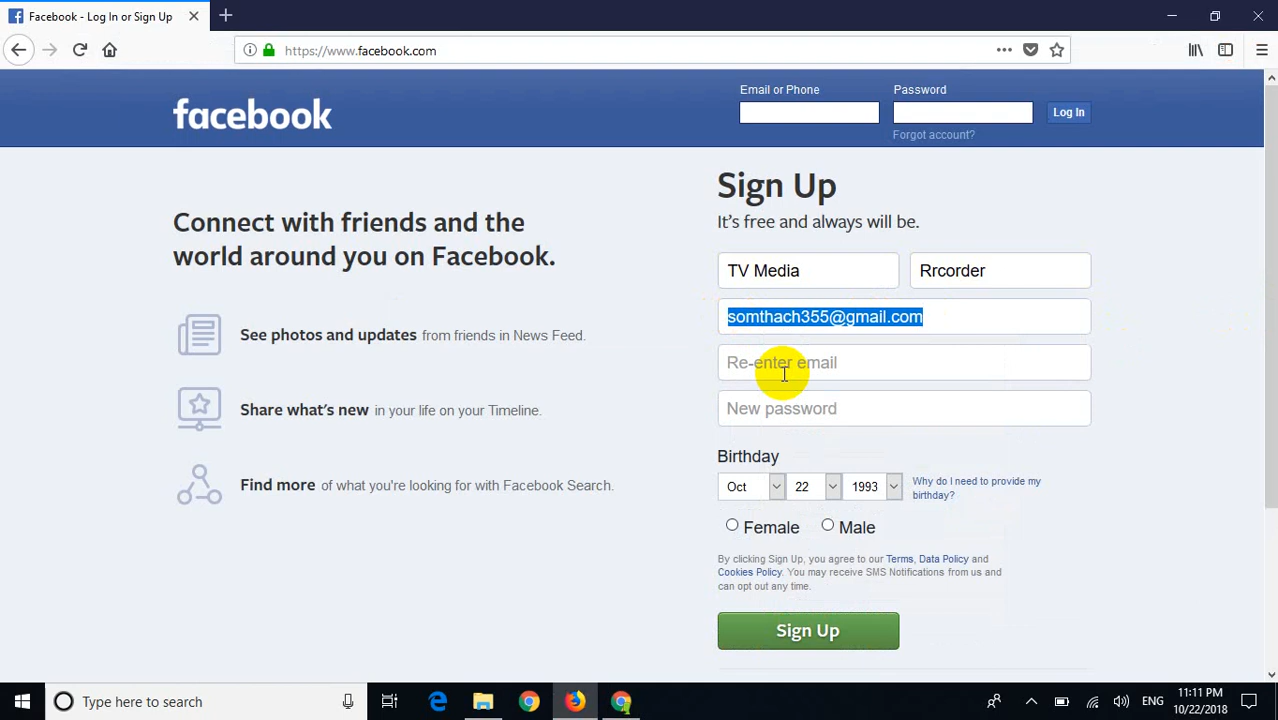 Facebook - Log In or Sign Up
https://www.facebook.com
facebook
Email or Phone
Password
Log In
Forgot account?
Connect with friends and the
world around you on Facebook.
See photos and updates from friends in News Feed.
Share what's new in your life on your Timeline.
Find more of what you're looking for with Facebook Search.
Sign Up
It's free and always will be.
TV Media
Rrcorder
somthach355@gmail.com
Re-enter email
New password
Birthday
Oct 22 1993
Why do I need to provide my
birthday?
Female Male
By clicking Sign Up, you agree to our Terms, Data Policy and
Cookies Policy. You may receive SMS Notifications from us and
can opt out any time.
Sign Up
Type here to search
ENG
11:11 PM
10/22/2018